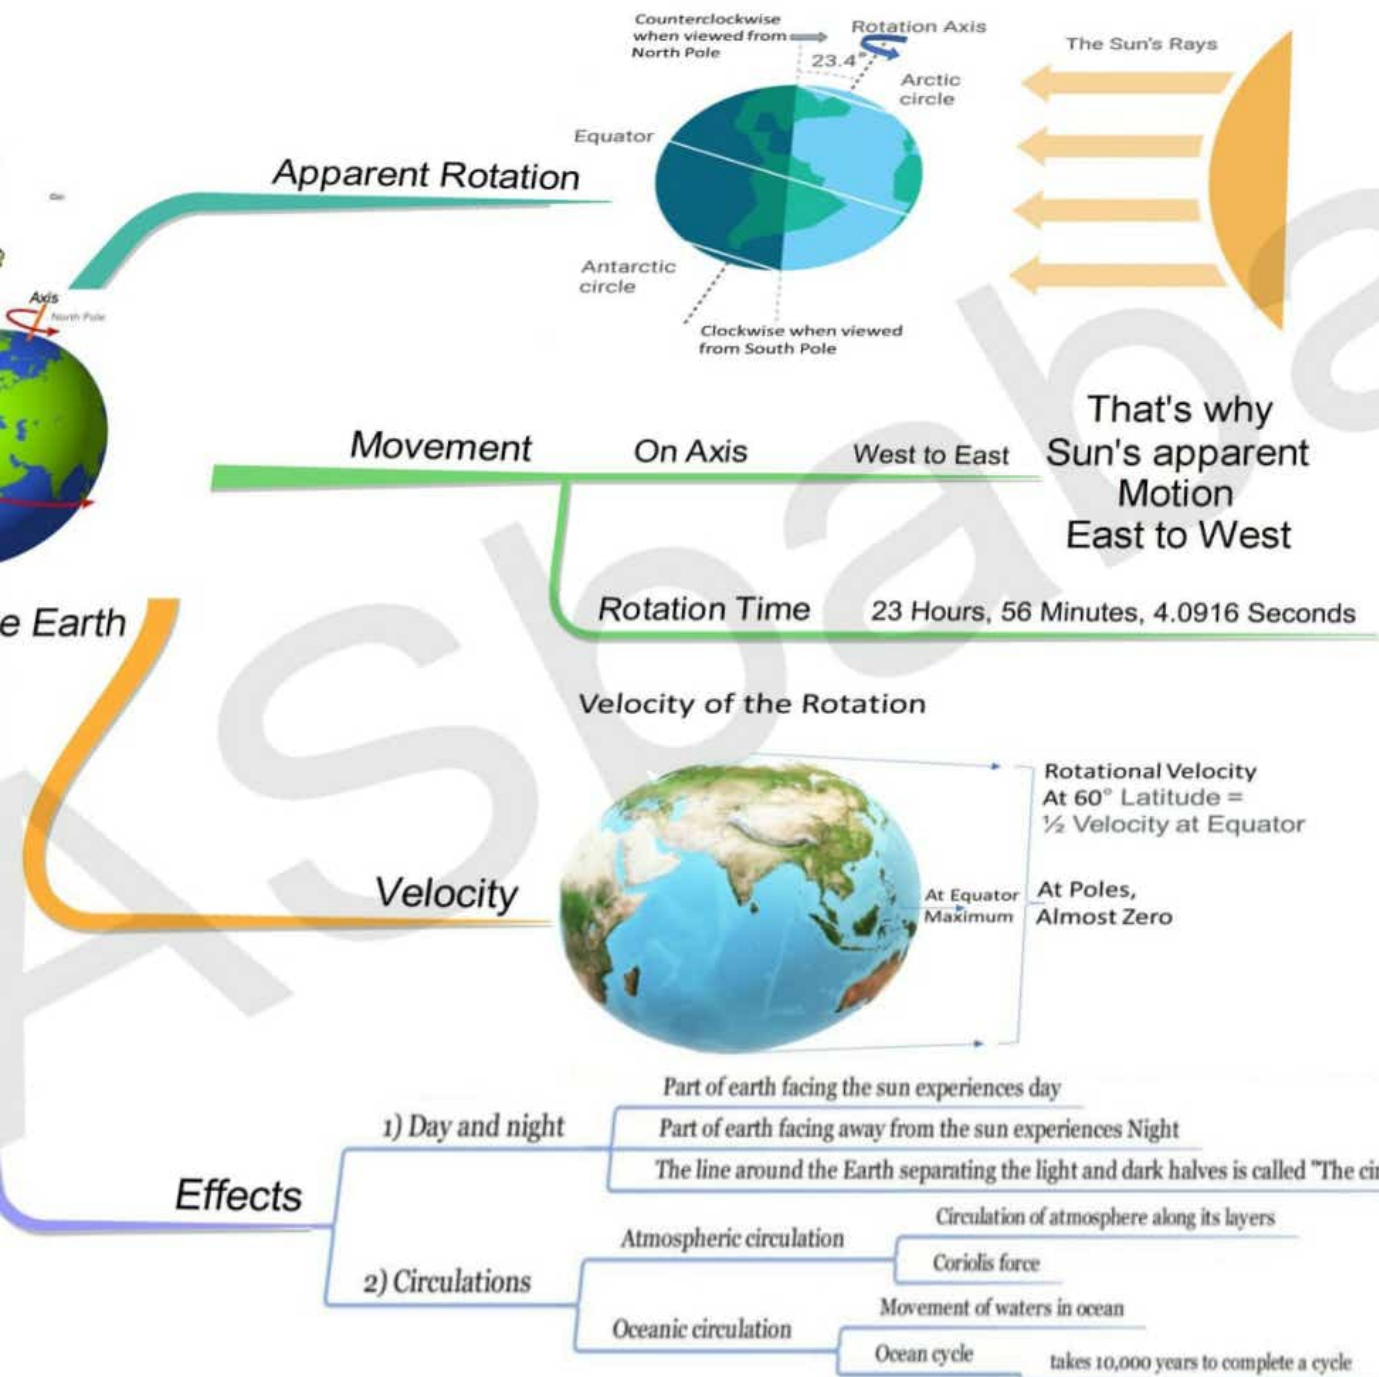 Counterclockwise
when viewed from
North Pole
Rotation Axis
23.4°
The Sun's Rays
Arctic
circle
Equator
Apparent Rotation
Antarctic
circle
Clockwise when viewed
from South Pole
Axis
North Pole
Movement
On Axis
West to East
That's why
Sun's apparent
Motion
East to West
e Earth
Rotation Time
23 Hours, 56 Minutes, 4.0916 Seconds
Velocity of the Rotation
Rotational Velocity
At 60° Latitude =
½ Velocity at Equator
Velocity
At Equator
Maximum
At Poles,
Almost Zero
Part of earth facing the sun experiences day
1) Day and night
Part of earth facing away from the sun experiences Night
The line around the Earth separating the light and dark halves is called "The cir
Effects
Circulation of atmosphere along its layers
Atmospheric circulation
Coriolis force
2) Circulations
Movement of waters in ocean
Oceanic circulation
Ocean cycle
takes 10,000 years to complete a cycle
Asbaba